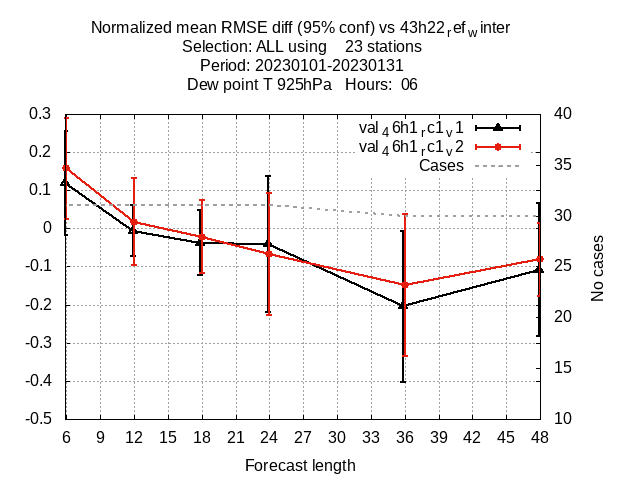 Normalized mean RMSE diff (95% conf) vs 43h22refwinter
Selection: ALL using    23 stations
Period: 20230101-20230131
Dew point T 925hPa   Hours:  06
val46h1rc1v1
val46h1rc1v2
Cases
0.3
0.2
0.1
0
-0.1
-0.2
-0.3
-0.4
-0.5
40
35
30
25
20
15
10
No cases
6 9 12 15 18 21 24 27 30 33 36 39 42 45 48
Forecast length